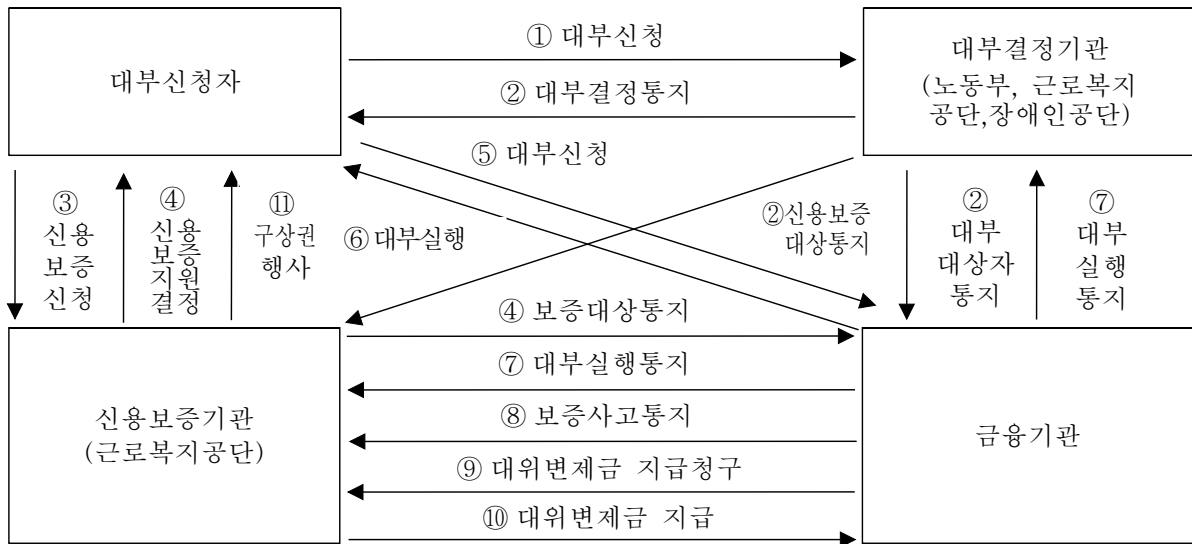 ① 대부신청
대부신청자
② 대부결정통지
대부결정기관
(노동부, 근로복지
공단,장애인공단)
⑤ 대부신청
③
신용
보증
신청
④
신용
보증
지원
결정
⑪
구상권
행사
⑥ 대부실행
②신용보증
대상통지
②
대부
대상자
통지
⑦
대부
실행
통지
④ 보증대상통지
⑦ 대부실행통지
⑧ 보증사고통지
⑨ 대위변제금 지급청구
⑩ 대위변제금 지급
신용보증기관
(근로복지공단)
금융기관